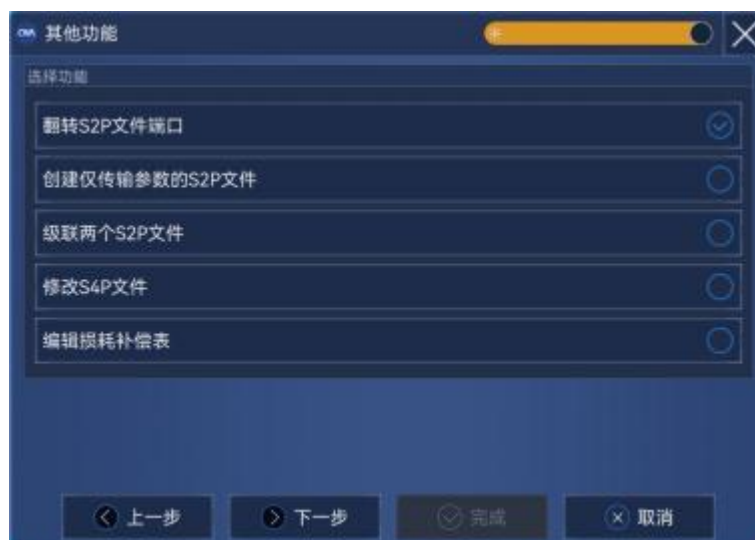 其他功能
选择功能
翻转S2P文件端口
创建仅传输参数的S2P文件
级联两个S2P文件
修改S4P文件
编辑损耗补偿表
上一步
下一步
完成
取消